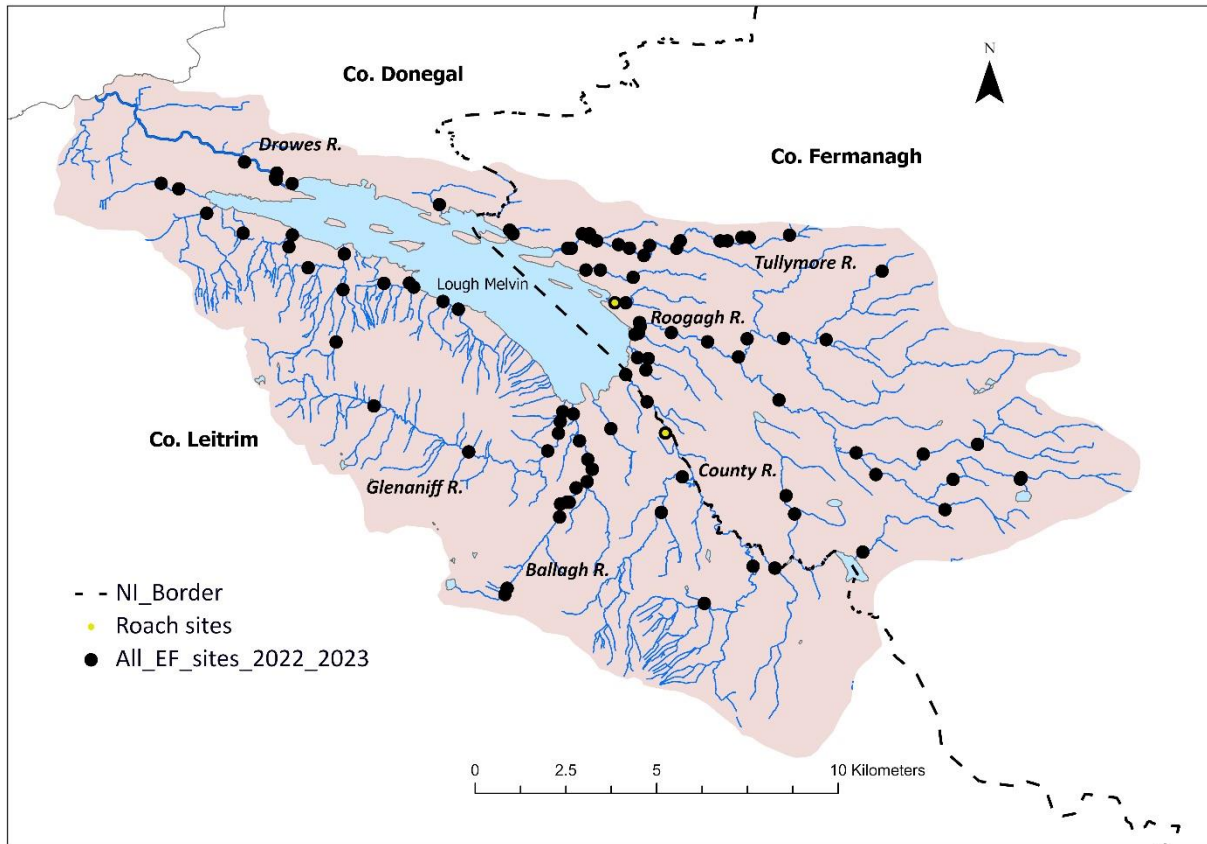 N
Co. Donegal
Drowes R.
Co. Fermanagh
Tullymore R.
Lough Melvin
Roogagh R.
Co. Leitrim
Glenaniff R.
County R.
Ballagh R.
NI_Border
Roach sites
All_EF_sites_2022_2023
0 2.5 5 10 Kilometers